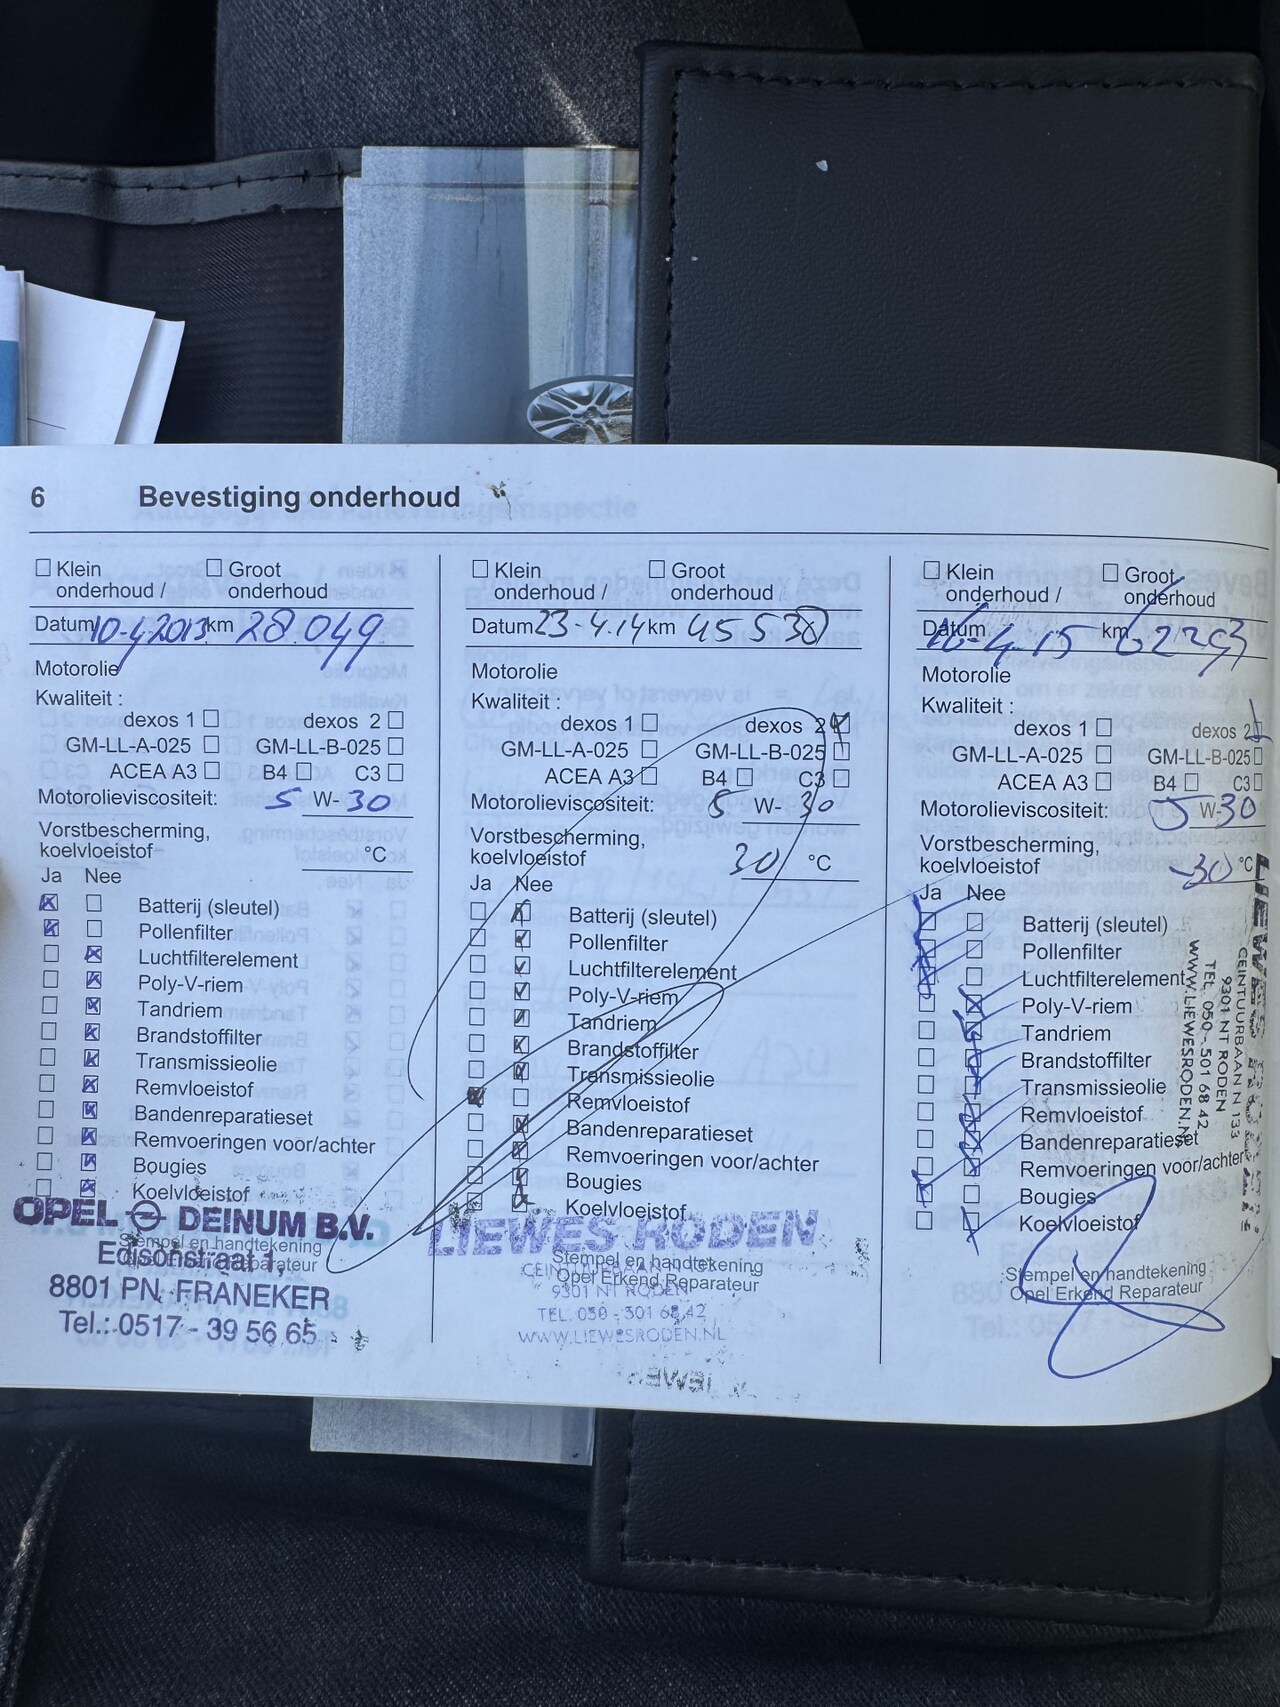 6 Bevestiging onderhoud
Klein onderhoud / Groot onderhoud
Datum 10-4-2013 km 28.049
Motorolie
Kwaliteit :
dexos 1 dexos 2
GM-LL-A-025 GM-LL-B-025
ACEA A3 B4 C3
Motorolieviscositeit: 5 W-30
Vorstbescherming,
koelvloeistof °C
Ja Nee
Batterij (sleutel)
Pollenfilter
Luchtfilterelement
Poly-V-riem
Tandriem
Brandstoffilter
Transmissieolie
Remvloeistof
Bandenreparatieset
Remvoeringen voor/achter
Bougies
Koelvloeistof
OPEL DEINUM B.V.
Stempel en handtekening
Opel Erkend Reparateur
Edisonstraat 1,
8801 PN FRANEKER
Tel.: 0517 - 39 56 65
Klein onderhoud / Groot onderhoud
Datum 23-4.14 km 45538
Motorolie
Kwaliteit :
dexos 1 dexos 2
GM-LL-A-025 GM-LL-B-025
ACEA A3 B4 C3
Motorolieviscositeit: 5 W-30
Vorstbescherming,
koelvloeistof 30 °C
Ja Nee
Batterij (sleutel)
Pollenfilter
Luchtfilterelement
Poly-V-riem
Tandriem
Brandstoffilter
Transmissieolie
Remvloeistof
Bandenreparatieset
Remvoeringen voor/achter
Bougies
Koelvloeistof
LIEWES RODEN
Stempel en handtekening
Opel Erkend Reparateur
9301 NT RODEN
TEL. 050 - 501 68 42
WWW.LIEWESRODEN.NL
Klein onderhoud / Groot onderhoud
Datum 16-4-15 km 62293
Motorolie
Kwaliteit :
dexos 1 dexos 2
GM-LL-A-025 GM-LL-B-025
ACEA A3 B4 C3
Motorolieviscositeit: 5 W-30
Vorstbescherming,
koelvloeistof -30 °C
Ja Nee
Batterij (sleutel)
Pollenfilter
Luchtfilterelement
Poly-V-riem
Tandriem
Brandstoffilter
Transmissieolie
Remvloeistof
Bandenreparatieset
Remvoeringen voor/achter
Bougies
Koelvloeistof
Stempel en handtekening
Opel Erkend Reparateur
CEINTUURBAAN N 133
9301 NT RODEN
TEL. 050 - 501 68 42
WWW.LIEWESRODEN.NL